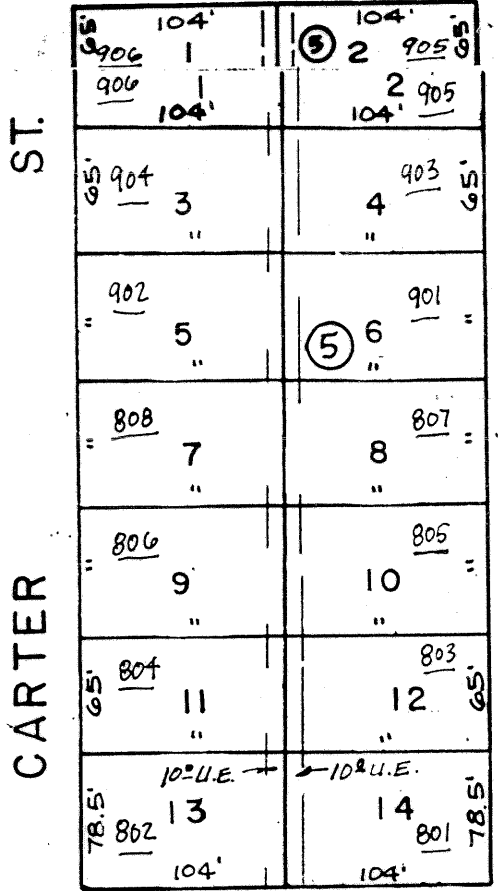 104' 104'
65' 906 1 5 2 905 65'
906 1 2 905
104' 104'
ST.
65' 904 3 4 903 65'
" "
902 901
" 5 5 6 "
" "
808 807
" 7 8 "
" "
806 805
" 9 10 "
" "
CARTER
804 803
65' 11 12 65'
" "
10' U.E. 10' U.E.
78.5' 13 14 78.5'
802 801
104' 104'